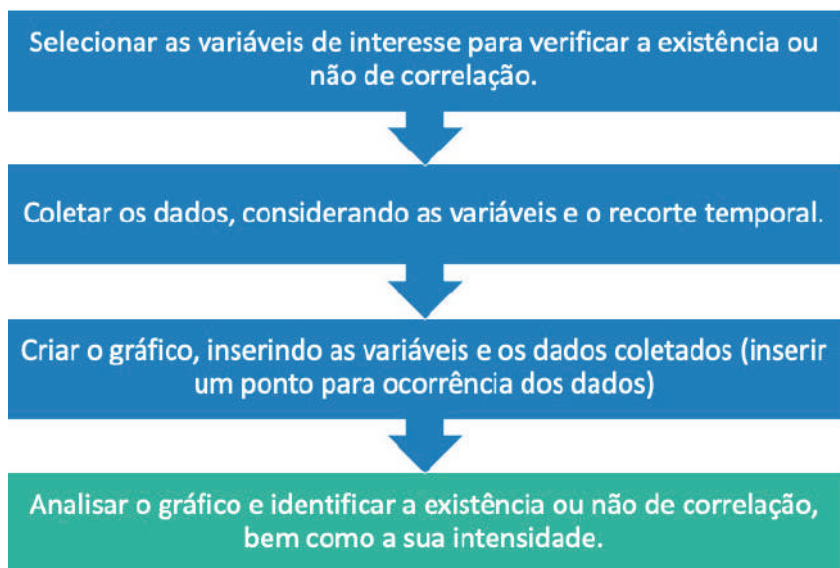 Selecionar as variáveis de interesse para verificar a existência ou
não de correlação.
Coletar os dados, considerando as variáveis e o recorte temporal.
Criar o gráfico, inserindo as variáveis e os dados coletados (inserir
um ponto para ocorrência dos dados)
Analisar o gráfico e identificar a existência ou não de correlação,
bem como a sua intensidade.